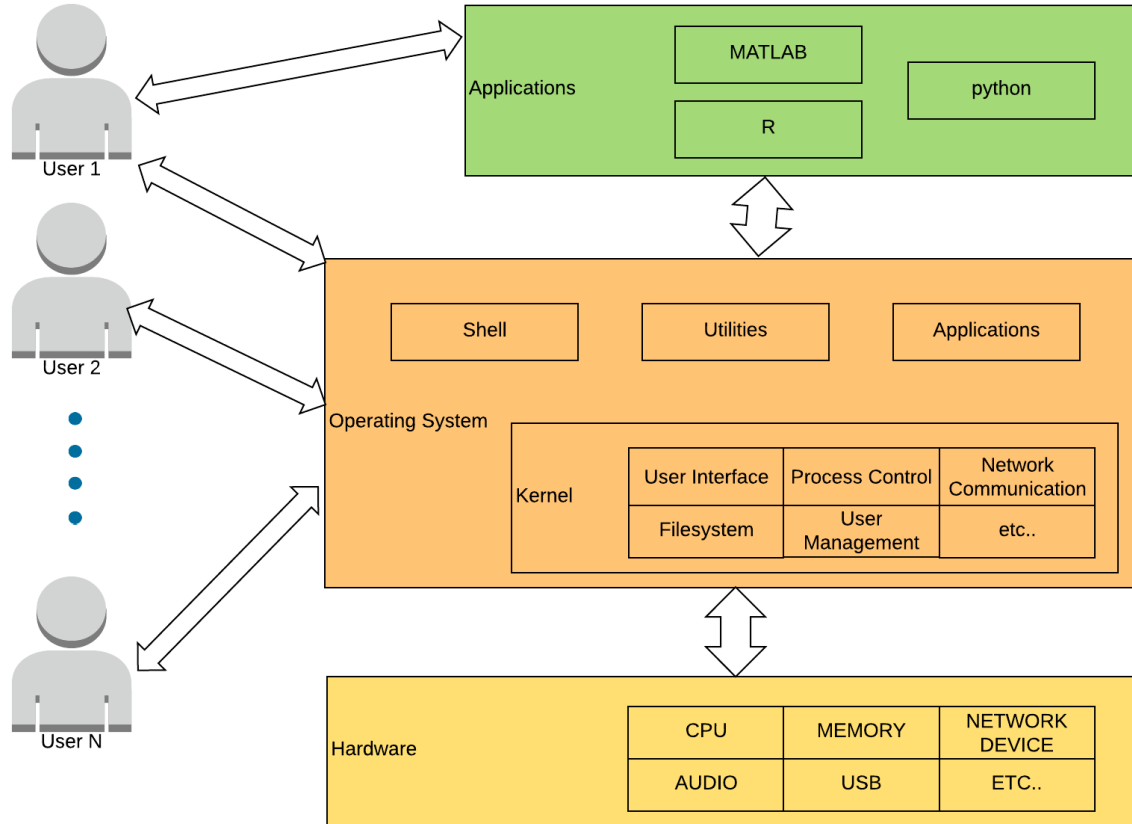 User 1
User 2
User N
Applications
MATLAB
R
python
Operating System
Shell
Utilities
Applications
Kernel
User Interface
Process Control
Network
Communication
Filesystem
User
Management
etc..
Hardware
CPU
MEMORY
NETWORK
DEVICE
AUDIO
USB
ETC..